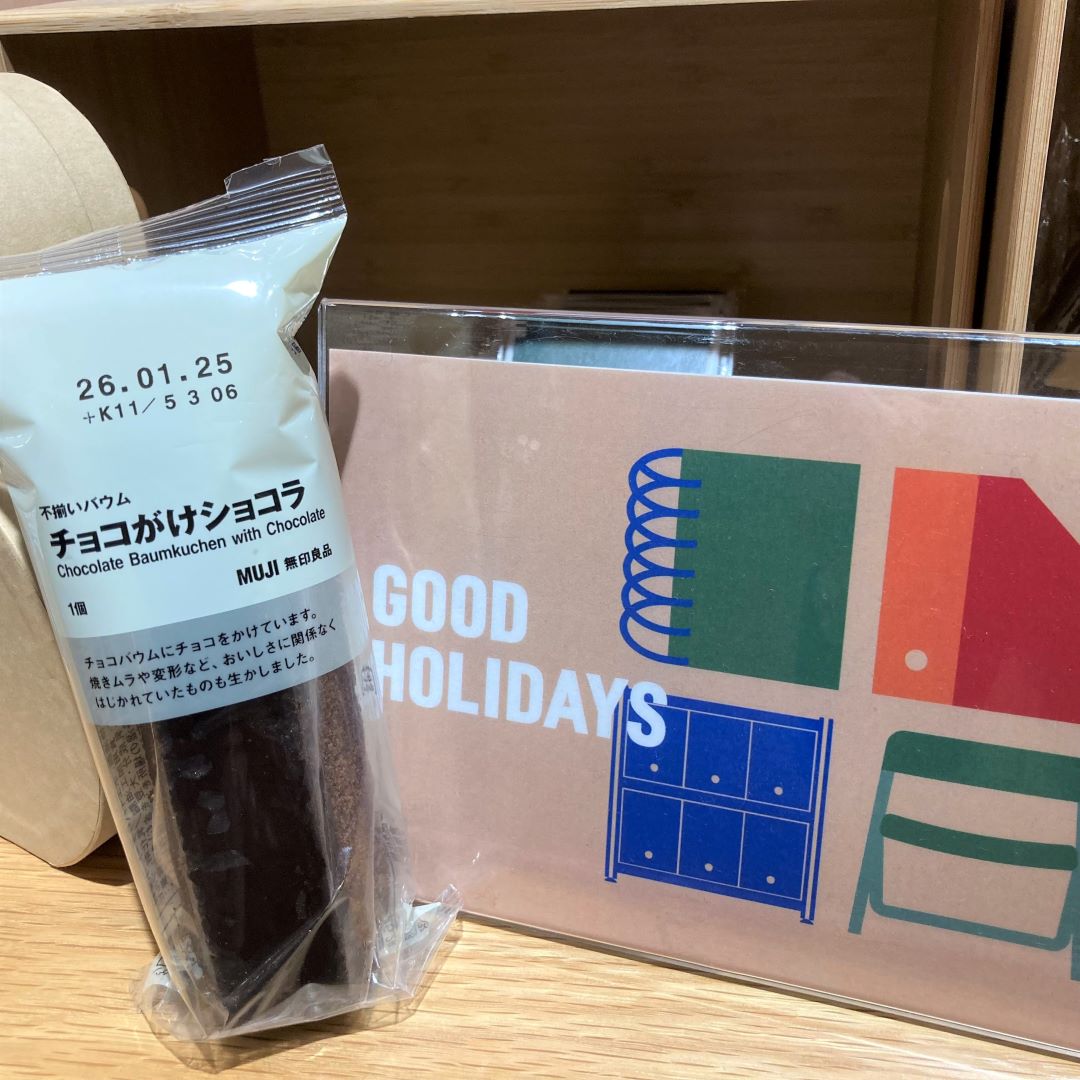 26.01.25
+K11/ 5 3 06
不揃いバウム
チョコがけショコラ
Chocolate Baumkuchen with Chocolate
MUJI 無印良品
1個
チョコバウムにチョコをかけています。
焼きムラや変形など、おいしさに関係なく
はじかれていたものも生かしました。
GOOD
HOLIDAYS